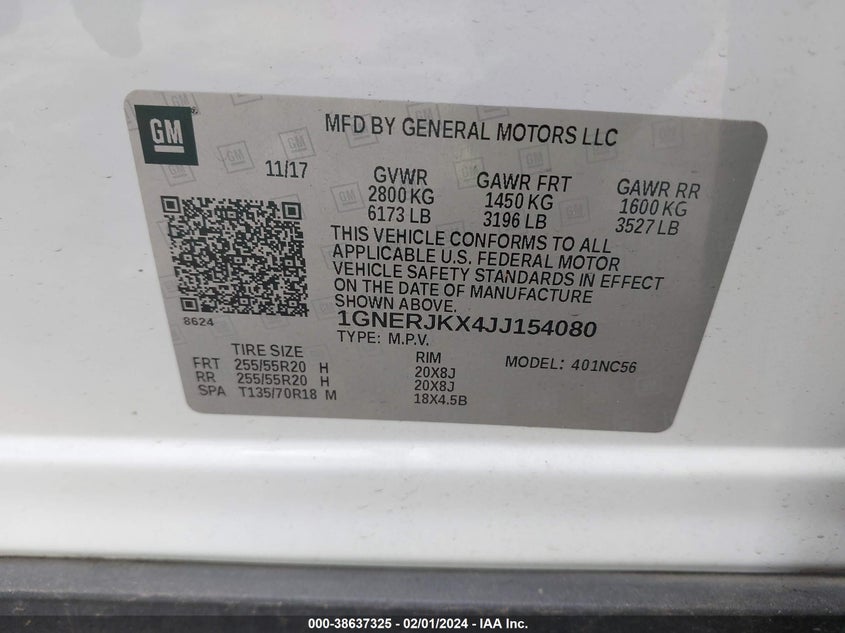 GM
MFD BY GENERAL MOTORS LLC
11/17
GVWR
2800 KG
6173 LB
GAWR FRT
1450 KG
3196 LB
GAWR RR
1600 KG
3527 LB
THIS VEHICLE CONFORMS TO ALL
APPLICABLE U.S. FEDERAL MOTOR
VEHICLE SAFETY STANDARDS IN EFFECT
ON THE DATE OF MANUFACTURE
SHOWN ABOVE.
8624
1GNERJKX4JJ154080
TYPE: M.P.V.
MODEL: 401NC56
TIRE SIZE
RIM
FRT 255/55R20 H 20X8J
RR 255/55R20 H 20X8J
SPA T135/70R18 M 18X4.5B
000-38637325 - 02/01/2024 - IAA Inc.